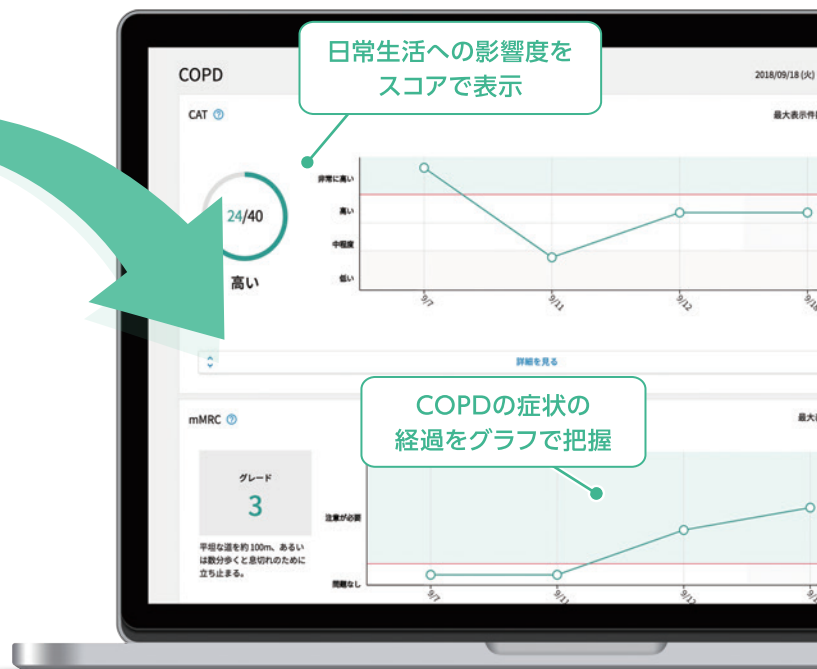 日常生活への影響度を
スコアで表示
COPD
2018/09/18 (火)
CAT ?
最大表示件
24/40
高い
非常に高い
高い
中程度
低い
9/7
9/11
9/12
9/18
詳細を見る
COPDの症状の
経過をグラフで把握
mMRC ?
最大
グレード
3
平坦な道を約100m、あるい
は数分歩くと息切れのために
立ち止まる。
注意が必要
問題なし
9/7
9/11
9/12